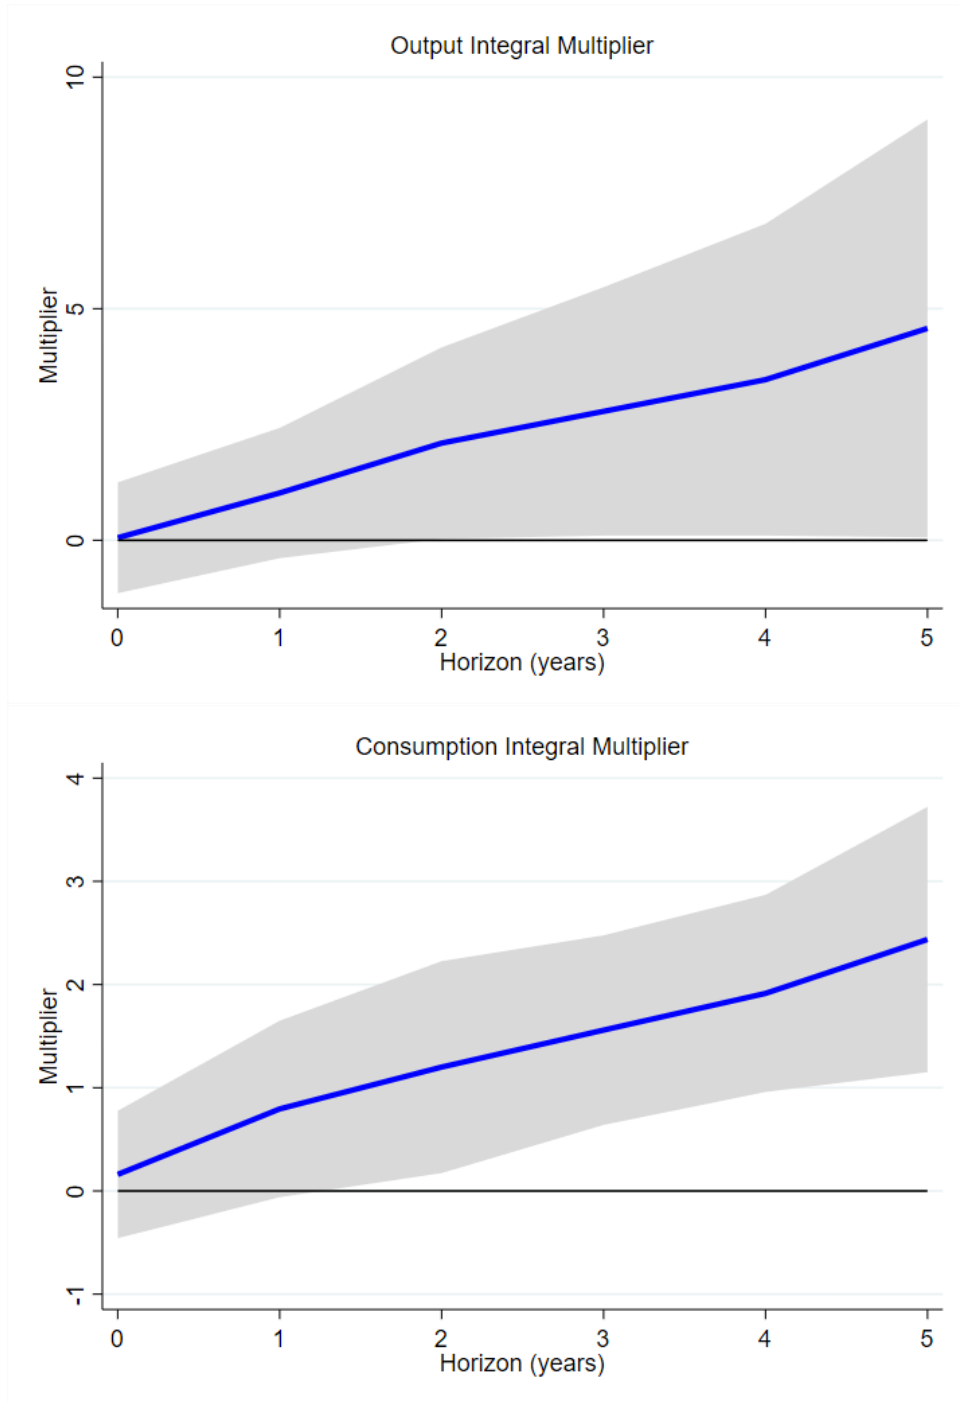 Output Integral Multiplier
10
5
0
Multiplier
0 1 2 3 4 5
Horizon (years)
Consumption Integral Multiplier
4
3
2
1
0
-1
Multiplier
0 1 2 3 4 5
Horizon (years)